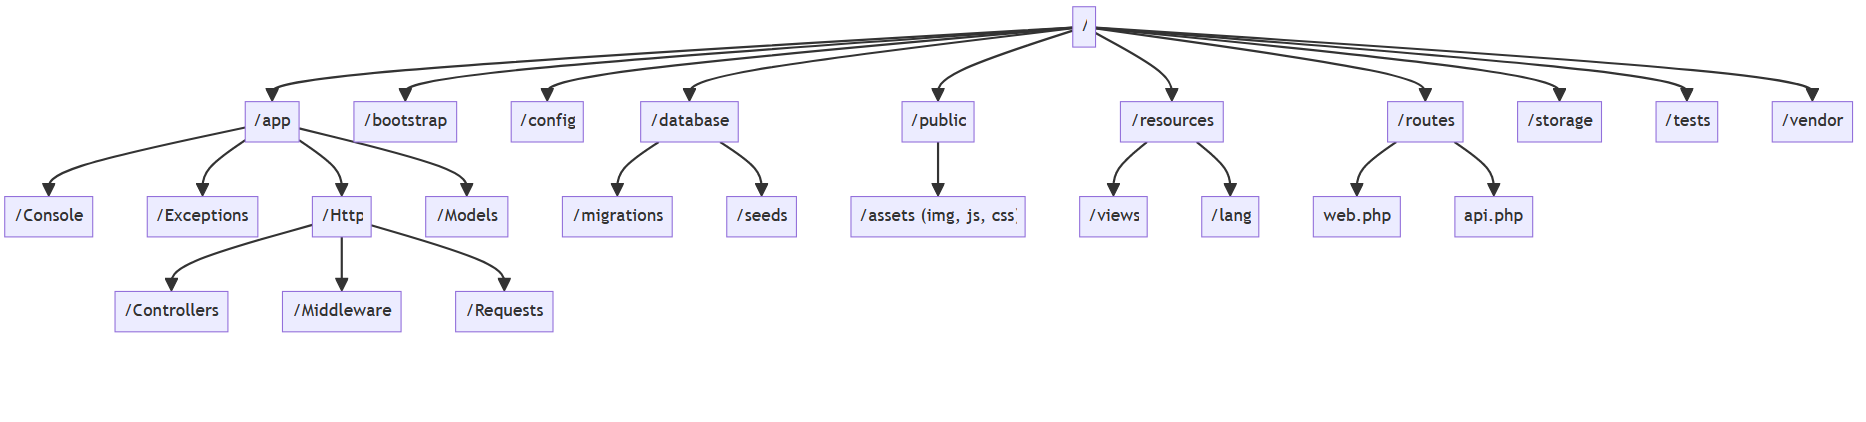 /
/app
/bootstrap
/config
/database
/public
/resources
/routes
/storage
/tests
/vendor
/Console
/Exceptions
/Http
/Models
/migrations
/seeds
/assets (img, js, css)
/views
/lang
web.php
api.php
/Controllers
/Middleware
/Requests